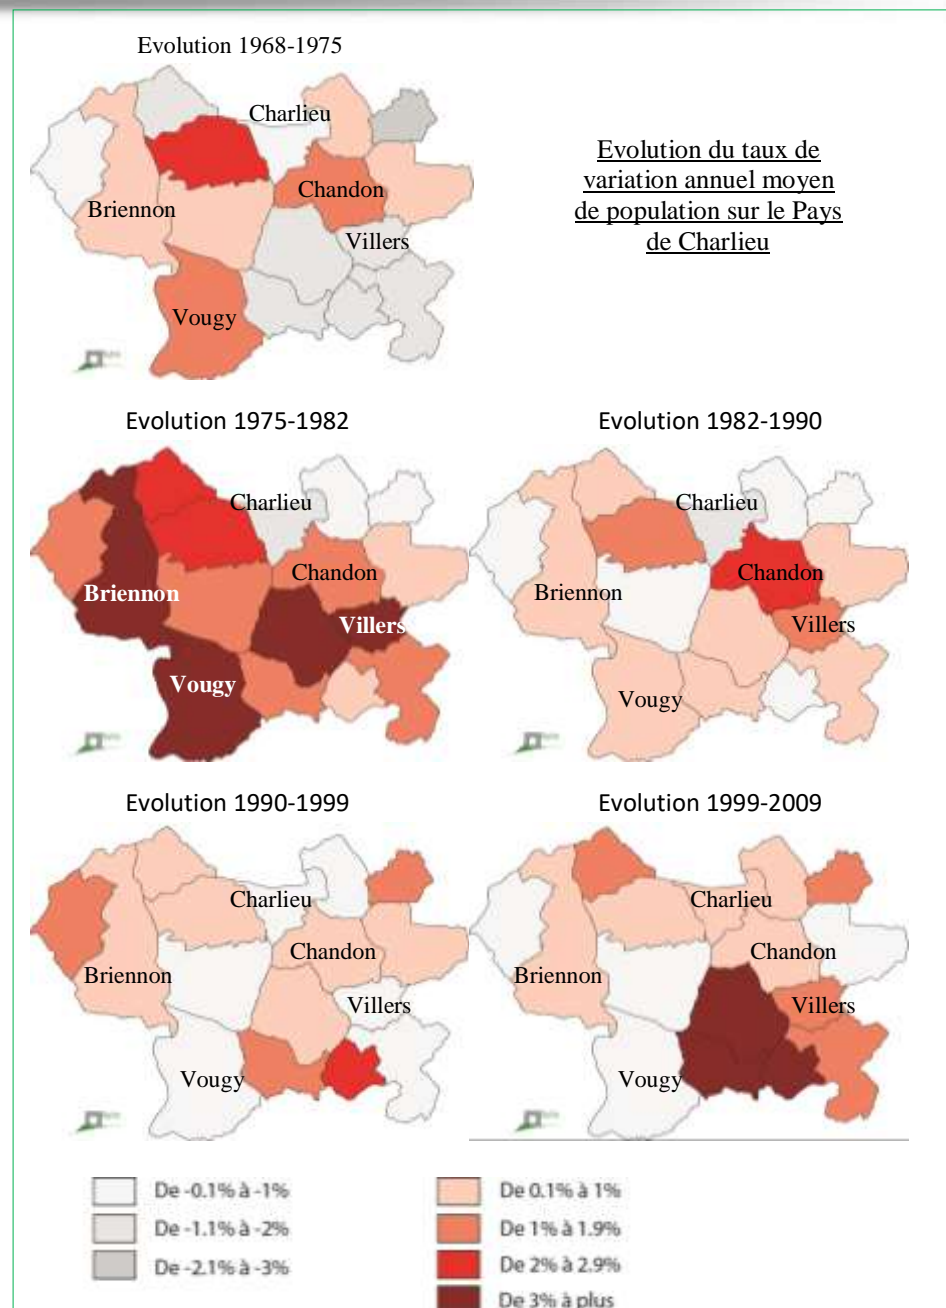 Evolution 1968-1975
Charlieu
Chandon
Briennon
Villers
Vougy
Evolution du taux de
variation annuel moyen
de population sur le Pays
de Charlieu
Evolution 1975-1982
Charlieu
Chandon
Briennon
Villers
Vougy
Evolution 1982-1990
Charlieu
Chandon
Briennon
Villers
Vougy
Evolution 1990-1999
Charlieu
Chandon
Briennon
Villers
Vougy
Evolution 1999-2009
Charlieu
Chandon
Briennon
Villers
Vougy
De -0.1% à -1%
De -1.1% à -2%
De -2.1% à -3%
De 0.1% à 1%
De 1% à 1.9%
De 2% à 2.9%
De 3% à plus